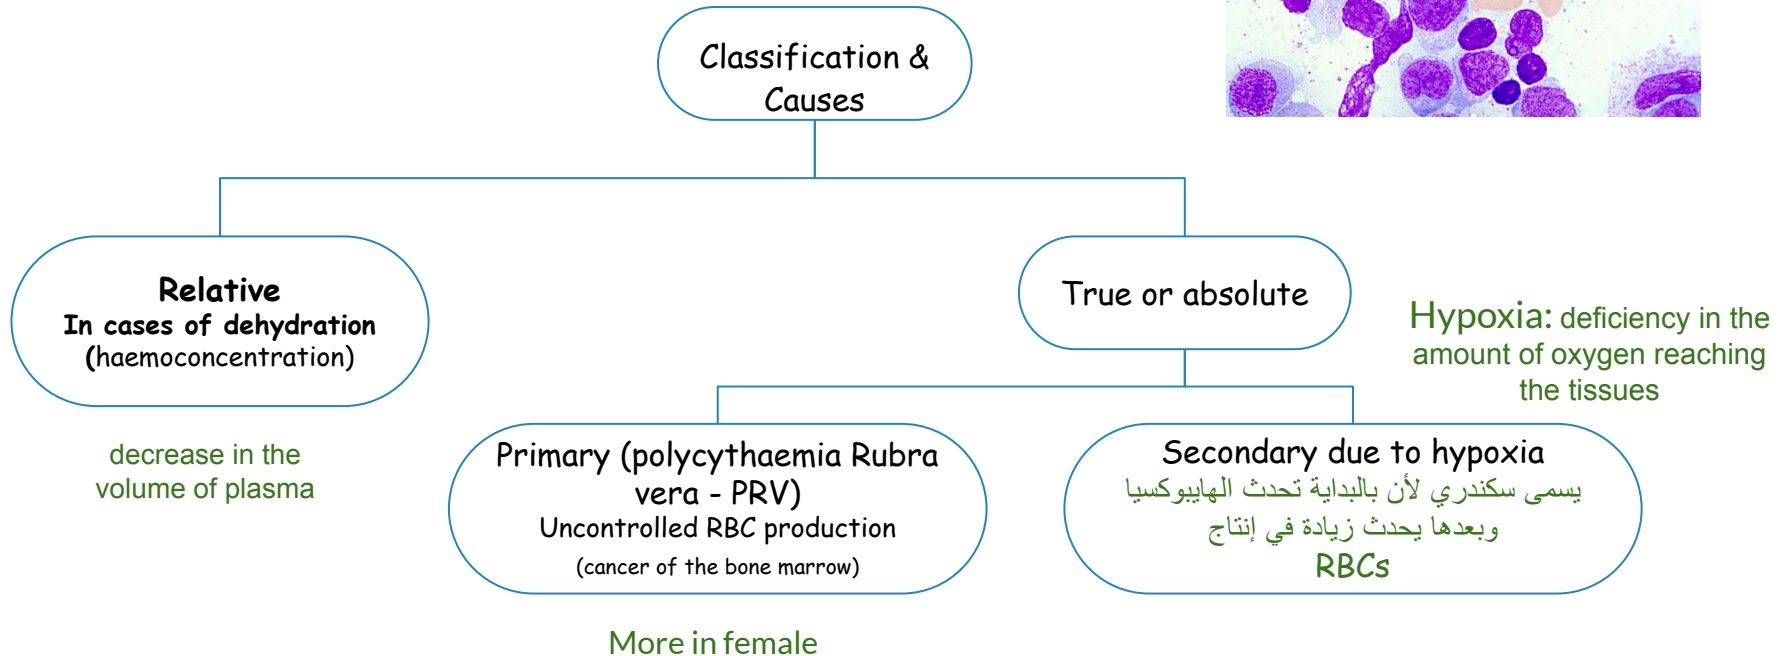 Classification &
Causes
Relative
In cases of dehydration
(haemoconcentration)
decrease in the
volume of plasma
True or absolute
Hypoxia: deficiency in the
amount of oxygen reaching
the tissues
Primary (polycythaemia Rubra
vera - PRV)
Uncontrolled RBC production
(cancer of the bone marrow)
More in female
Secondary due to hypoxia
يسمى سكندري لأن بالبداية تحدث الهايبوكسيا
وبعدها يحدث زيادة في إنتاج
RBCs